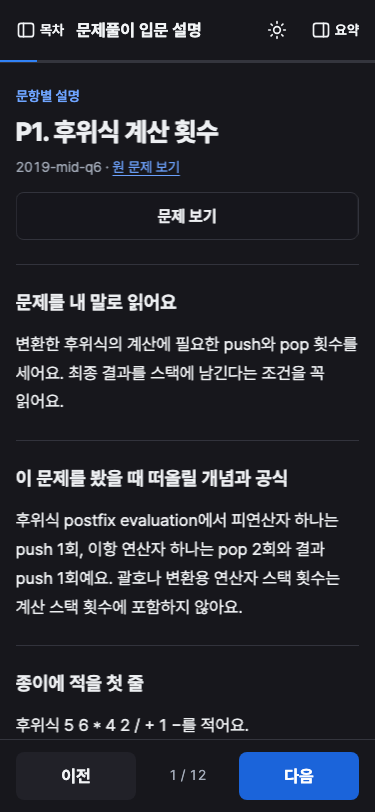 목차 문제풀이 입문 설명 요약
문항별 설명
P1. 후위식 계산 횟수
2019-mid-q6 · 원 문제 보기
문제 보기
문제를 내 말로 읽어요
변환한 후위식의 계산에 필요한 push와 pop 횟수를
세어요. 최종 결과를 스택에 남긴다는 조건을 꼭
읽어요.
이 문제를 봤을 때 떠올릴 개념과 공식
후위식 postfix evaluation에서 피연산자 하나는
push 1회, 이항 연산자 하나는 pop 2회와 결과
push 1회예요. 괄호나 변환용 연산자 스택 횟수는
계산 스택 횟수에 포함하지 않아요.
종이에 적을 첫 줄
후위식 5 6 * 4 2 / + 1 −를 적어요.
이전 1 / 12 다음